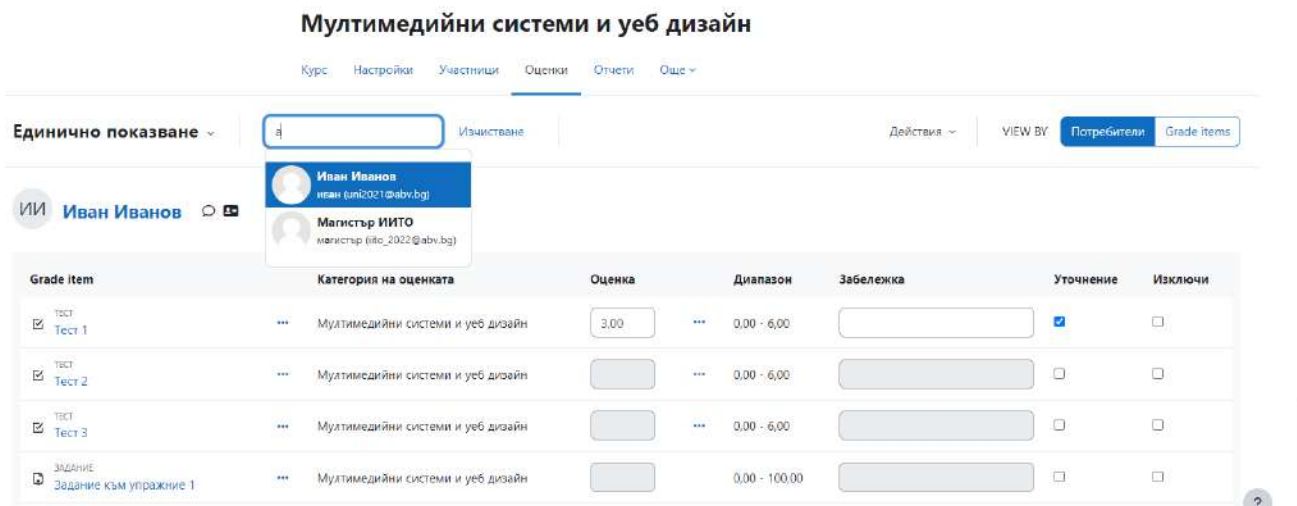 Мултимедийни системи и уеб дизайн
Курс Настройки Участници Оценки Отчети Още
Единично показване а Изчистване Действия VIEW BY Потребители Grade items
Иван Иванов
иван (uni2021@abv.bg)
ИИ Иван Иванов
Магистър ИИТО
магистър (iito_2022@abv.bg)
Grade item Категория на оценката Оценка Диапазон Забележка Уточнение Изключи
ТЕСТ
Тест 1 ••• Мултимедийни системи и уеб дизайн 3,00 ••• 0,00 - 6,00
ТЕСТ
Тест 2 ••• Мултимедийни системи и уеб дизайн ••• 0,00 - 6,00
ТЕСТ
Тест 3 ••• Мултимедийни системи и уеб дизайн ••• 0,00 - 6,00
ЗАДАНИЕ
Задание към упражние 1 ••• Мултимедийни системи и уеб дизайн 0,00 - 100,00
?